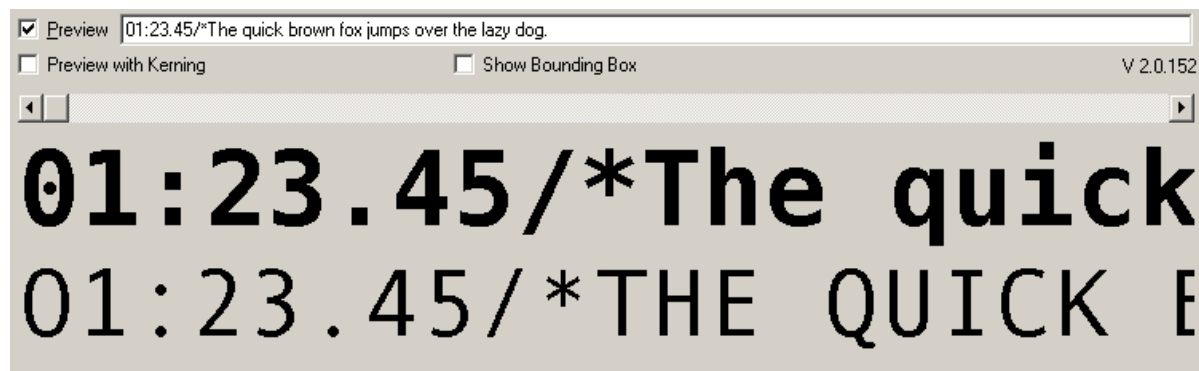 Preview 01:23.45/*The quick brown fox jumps over the lazy dog.
Preview with Kerning Show Bounding Box V 2.0.152
01:23.45/*The quick
01:23.45/*THE QUICK